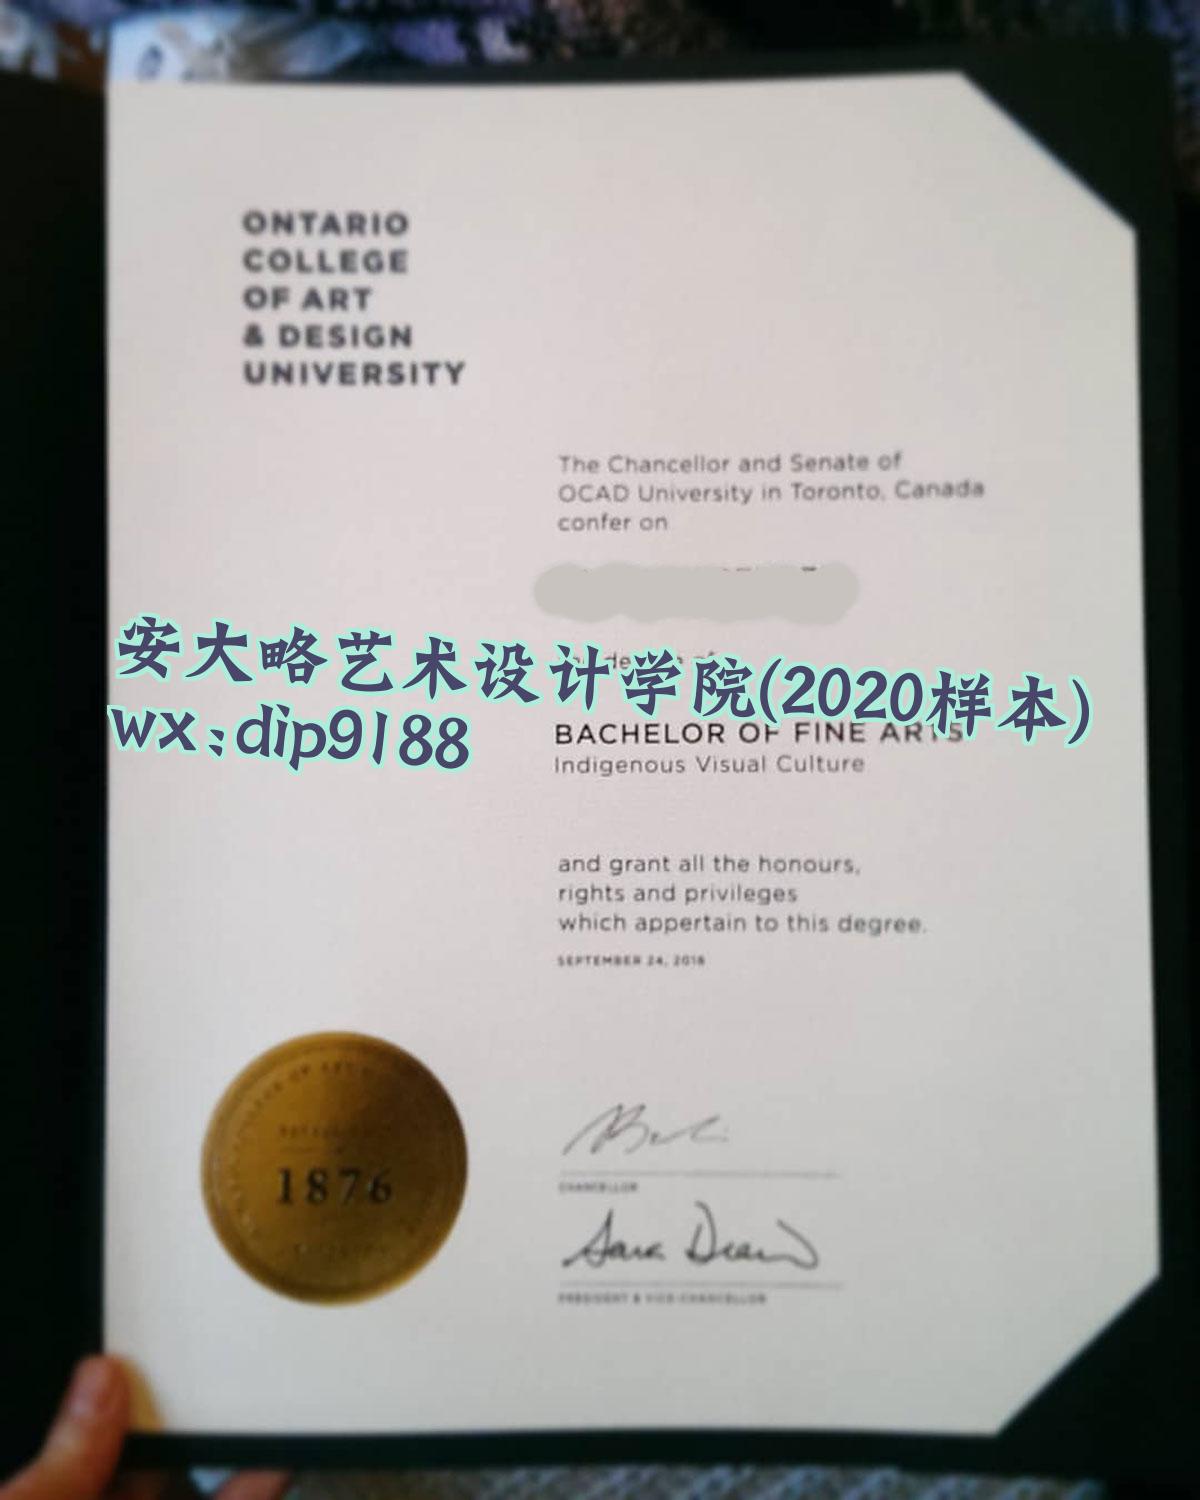 ONTARIO
COLLEGE
OF ART
& DESIGN
UNIVERSITY
The Chancellor and Senate of
OCAD University in Toronto, Canada
confer on
安大略艺术设计学院(2020样本)
wx:dip9188
BACHELOR OF FINE ARTS
Indigenous Visual Culture
and grant all the honours,
rights and privileges
which appertain to this degree.
SEPTEMBER 24, 2018
1876
CHANCELLOR
PRESIDENT & VICE-CHANCELLOR